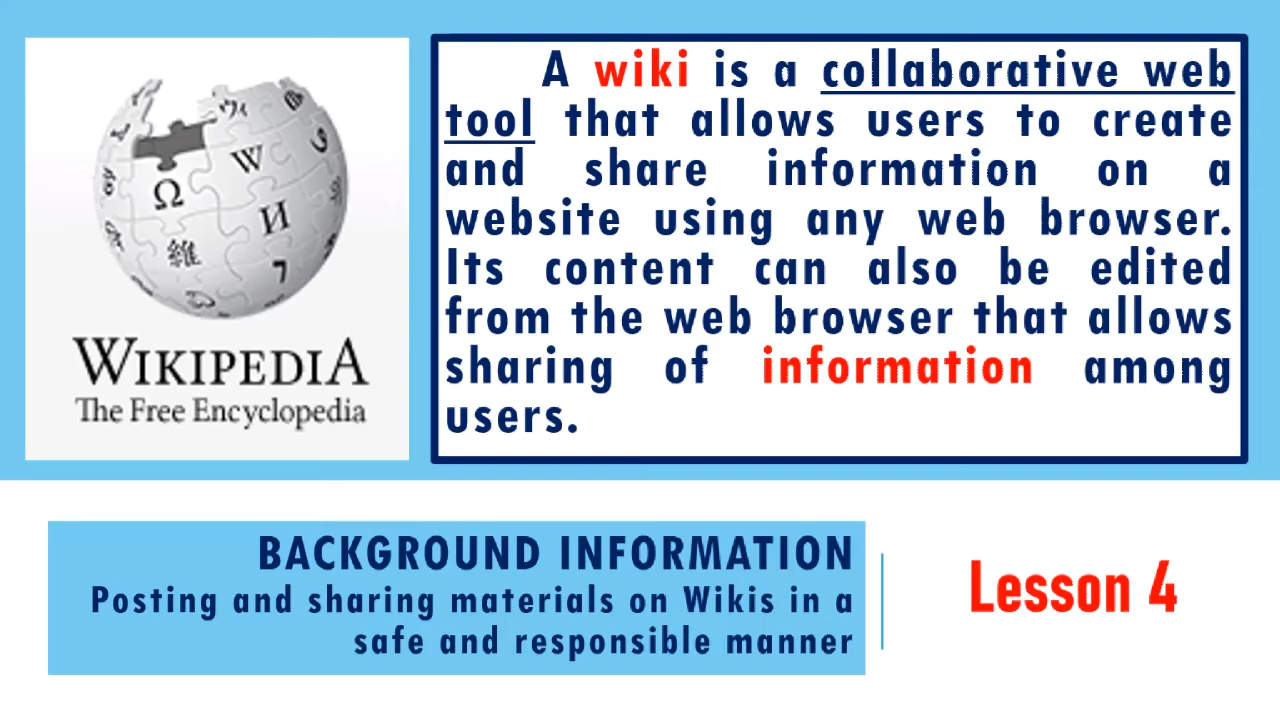 WIKIPEDIA
The Free Encyclopedia
A wiki is a collaborative web
tool that allows users to create
and share information on a
website using any web browser.
Its content can also be edited
from the web browser that allows
sharing of information among
users.
BACKGROUND INFORMATION
Posting and sharing materials on Wikis in a
safe and responsible manner
Lesson 4